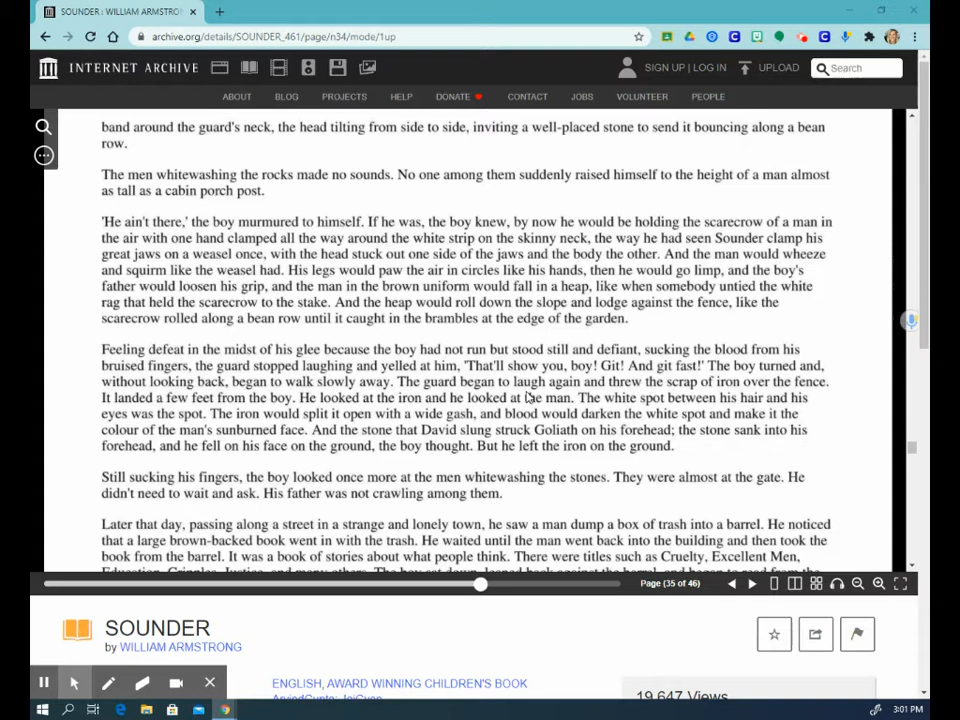 SOUNDER : WILLIAM ARMSTRO
archive.org/details/SOUNDER_461/page/n34/mode/1up
INTERNET ARCHIVE
SIGN UP | LOG IN
UPLOAD
Search
ABOUT BLOG PROJECTS HELP DONATE CONTACT JOBS VOLUNTEER PEOPLE
band around the guard's neck, the head tilting from side to side, inviting a well-placed stone to send it bouncing along a bean
row.
The men whitewashing the rocks made no sounds. No one among them suddenly raised himself to the height of a man almost
as tall as a cabin porch post.
'He ain't there,' the boy murmured to himself. If he was, the boy knew, by now he would be holding the scarecrow of a man in
the air with one hand clamped all the way around the white strip on the skinny neck, the way he had seen Sounder clamp his
great jaws on a weasel once, with the head stuck out one side of the jaws and the body the other. And the man would wheeze
and squirm like the weasel had. His legs would paw the air in circles like his hands, then he would go limp, and the boy's
father would loosen his grip, and the man in the brown uniform would fall in a heap, like when somebody untied the white
rag that held the scarecrow to the stake. And the heap would roll down the slope and lodge against the fence, like the
scarecrow rolled along a bean row until it caught in the brambles at the edge of the garden.
Feeling defeat in the midst of his glee because the boy had not run but stood still and defiant, sucking the blood from his
bruised fingers, the guard stopped laughing and yelled at him, 'That'll show you, boy! Git! And git fast!' The boy turned and,
without looking back, began to walk slowly away. The guard began to laugh again and threw the scrap of iron over the fence.
It landed a few feet from the boy. He looked at the iron and he looked at the man. The white spot between his hair and his
eyes was the spot. The iron would split it open with a wide gash, and blood would darken the white spot and make it the
colour of the man's sunburned face. And the stone that David slung struck Goliath on his forehead; the stone sank into his
forehead, and he fell on his face on the ground, the boy thought. But he left the iron on the ground.
Still sucking his fingers, the boy looked once more at the men whitewashing the stones. They were almost at the gate. He
didn't need to wait and ask. His father was not crawling among them.
Later that day, passing along a street in a strange and lonely town, he saw a man dump a box of trash into a barrel. He noticed
that a large brown-backed book went in with the trash. He waited until the man went back into the building and then took the
book from the barrel. It was a book of stories about what people think. There were titles such as Cruelty, Excellent Men,
Education, Cripples, Justice, and many others. The boy sat down, leaned back against the barrel, and began to read from the
Page (35 of 46)
SOUNDER
by WILLIAM ARMSTRONG
ENGLISH, AWARD WINNING CHILDREN'S BOOK
ArvindGupta; JaiGyan
19,647 Views
3:01 PM